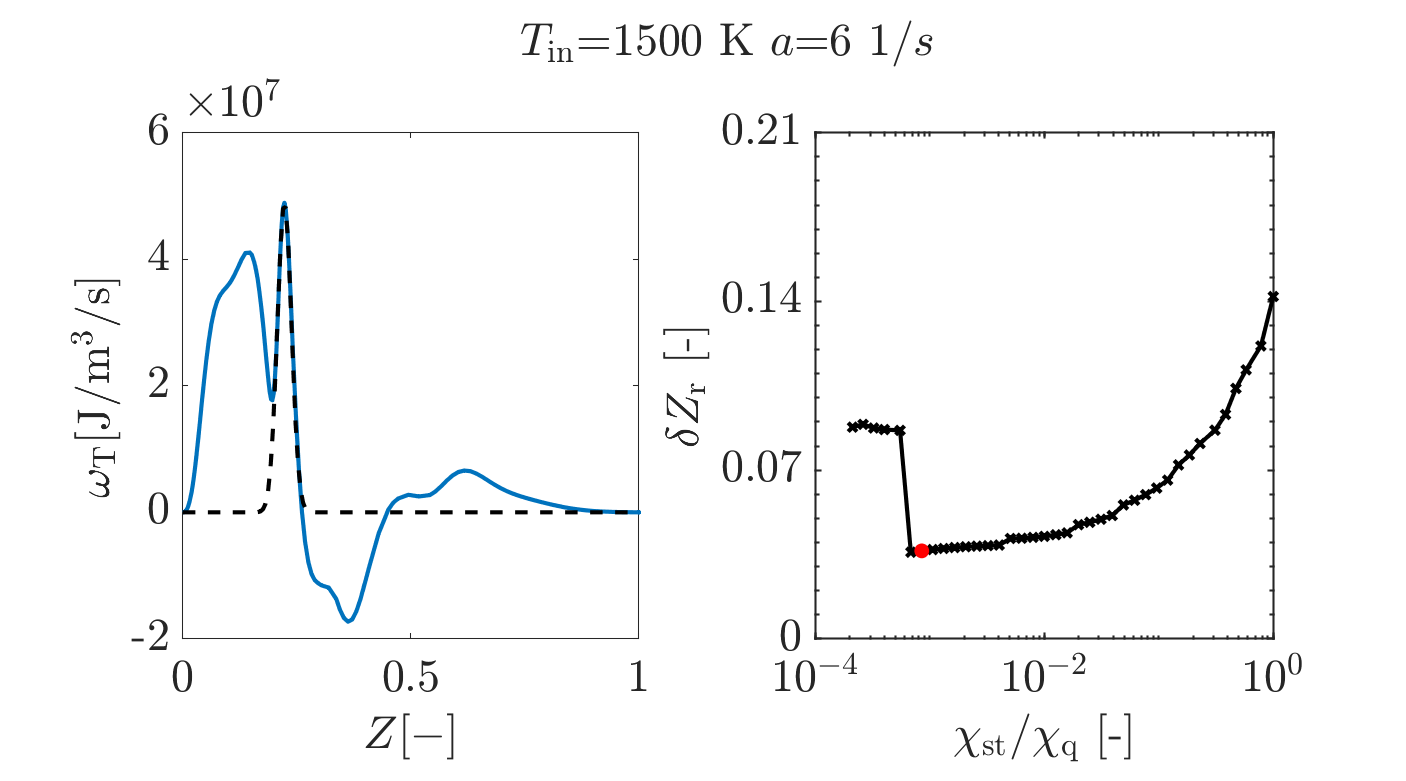 T_in=1500 K a=6 1/s
×10^7
6
4
2
0
-2
0 0.5 1
Z[−]
ω_T[J/m^3/s]
0.21
0.14
0.07
0
10^−4 10^−2 10^0
χ_st/χ_q [-]
δZ_r [-]